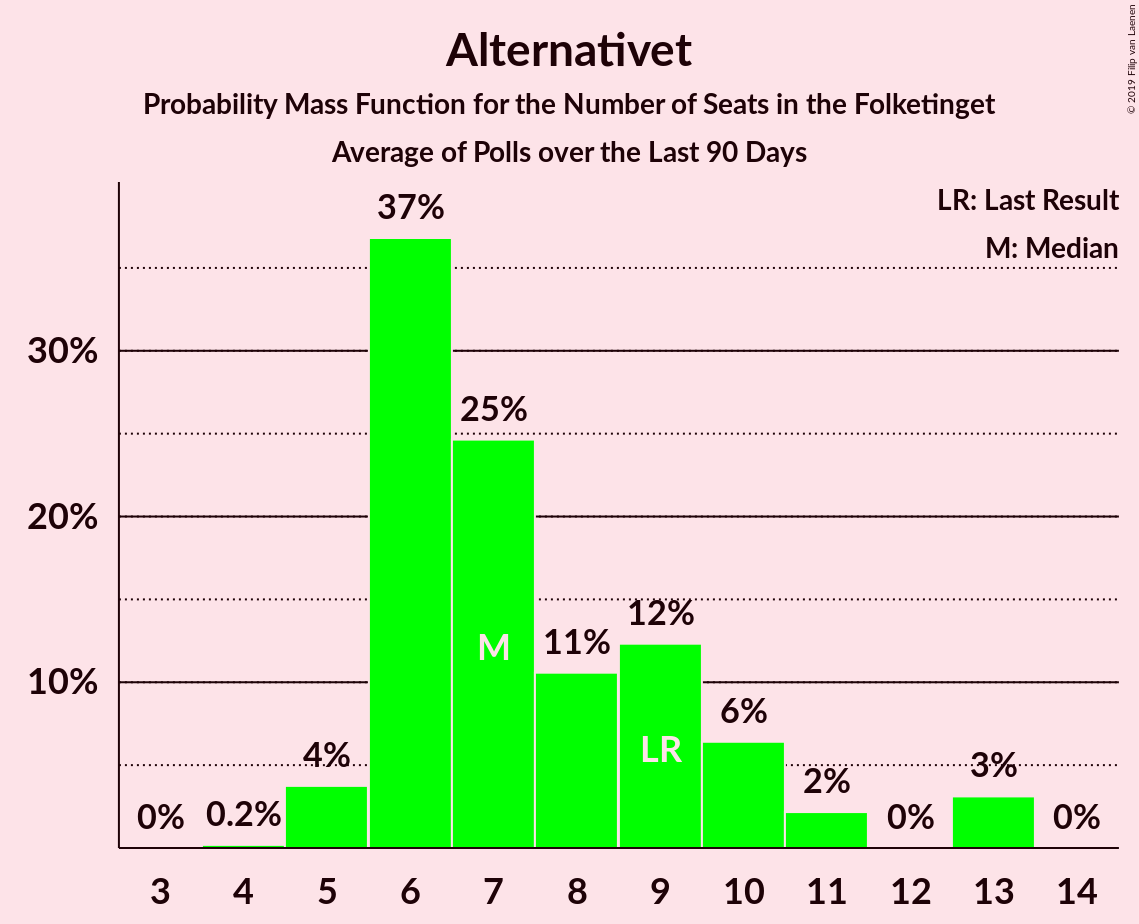 Alternativet
Probability Mass Function for the Number of Seats in the Folketinget
Average of Polls over the Last 90 Days
© 2019 Filip van Laenen
LR: Last Result
M: Median
37%
30%
25%
20%
12%
11%
M
10%
6%
LR
4%
3%
2%
0%
0.2%
0%
0%
3 4 5 6 7 8 9 10 11 12 13 14